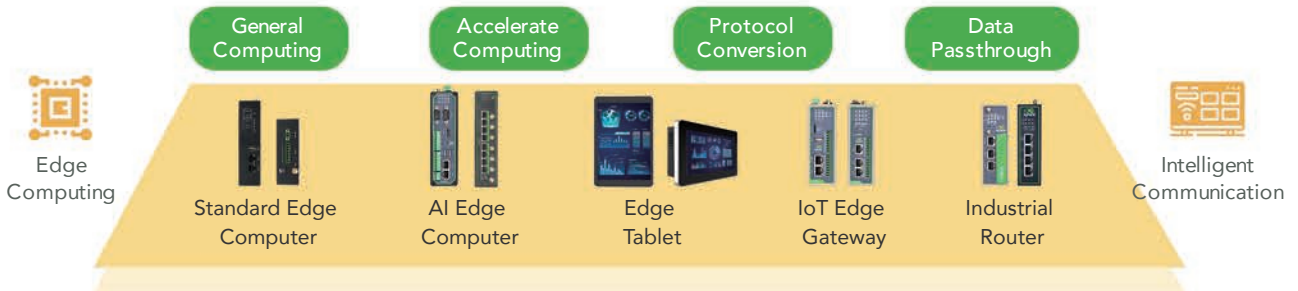 General
Computing
Accelerate
Computing
Protocol
Conversion
Data
Passthrough
Edge
Computing
Standard Edge
Computer
AI Edge
Computer
Edge
Tablet
IoT Edge
Gateway
Industrial
Router
Intelligent
Communication